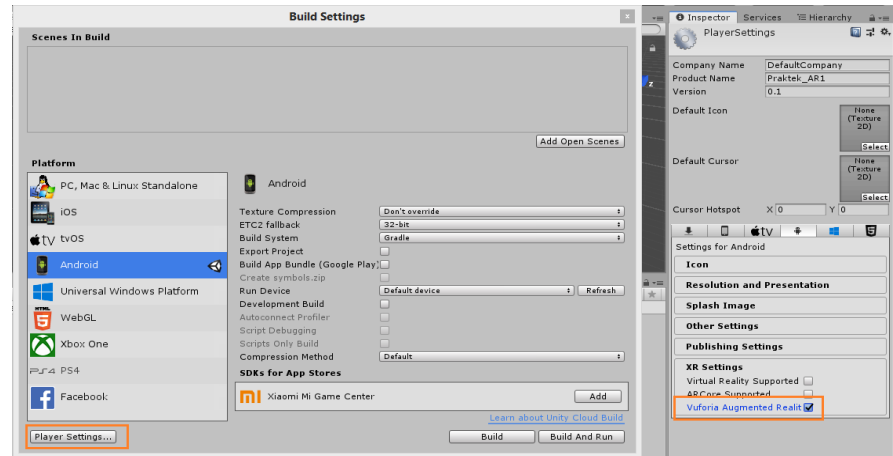 Build Settings
Scenes In Build
Add Open Scenes
Platform
PC, Mac & Linux Standalone
iOS
tv tvOS
Android
Universal Windows Platform
HTML
5
WebGL
Xbox One
PS4 PS4
Facebook
Player Settings...
Android
Texture Compression Don't override
ETC2 fallback 32-bit
Build System Gradle
Export Project
Build App Bundle (Google Play)
Create symbols.zip
Run Device Default device Refresh
Development Build
Autoconnect Profiler
Script Debugging
Scripts Only Build
Compression Method Default
SDKs for App Stores
Xiaomi Mi Game Center Add
Learn about Unity Cloud Build
Build Build And Run
z
Inspector Services Hierarchy
PlayerSettings
Company Name DefaultCompany
Product Name Praktek_AR1
Version 0.1
Default Icon
None
(Texture
2D)
Select
Default Cursor
None
(Texture
2D)
Select
Cursor Hotspot X 0 Y 0
tv 5
Settings for Android
Icon
Resolution and Presentation
Splash Image
Other Settings
Publishing Settings
XR Settings
Virtual Reality Supported
ARCore Supported
Vuforia Augmented Realit